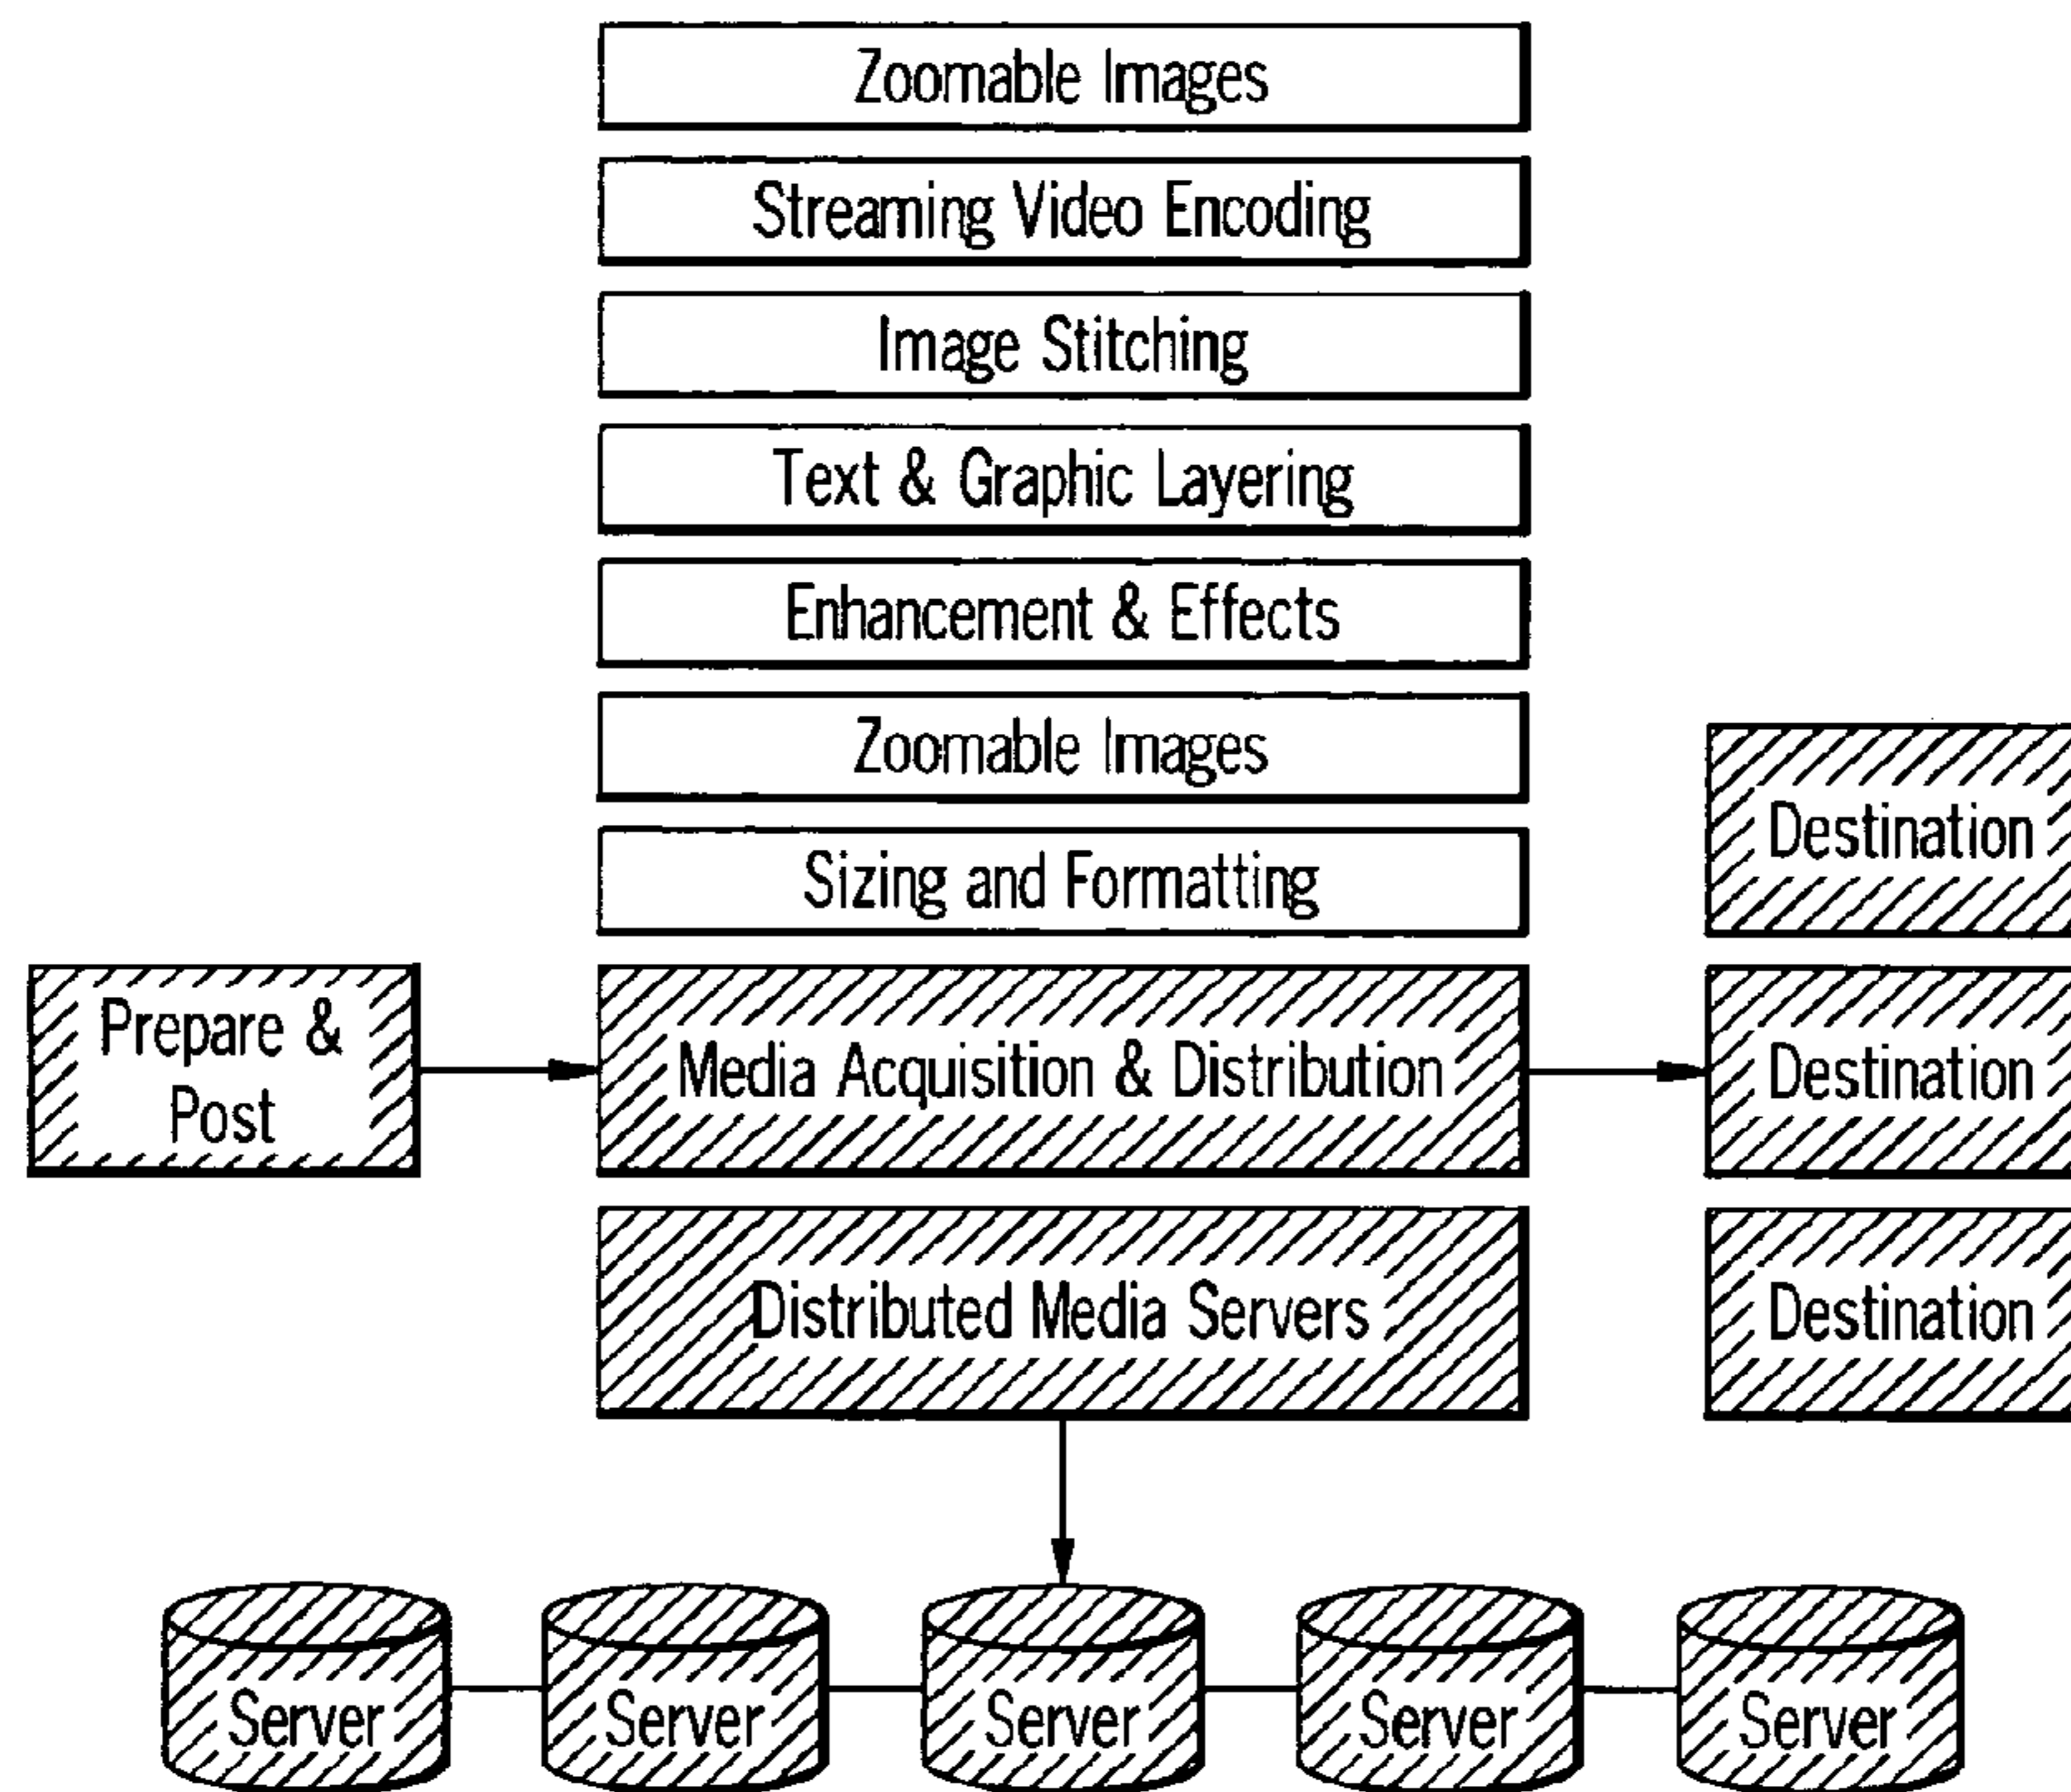 Zoomable Images
Streaming Video Encoding
Image Stitching
Text & Graphic Layering
Enhancement & Effects
Zoomable Images
Sizing and Formatting
Destination
Prepare &
Post
Media Acquisition & Distribution
Destination
Distributed Media Servers
Destination
Server
Server
Server
Server
Server